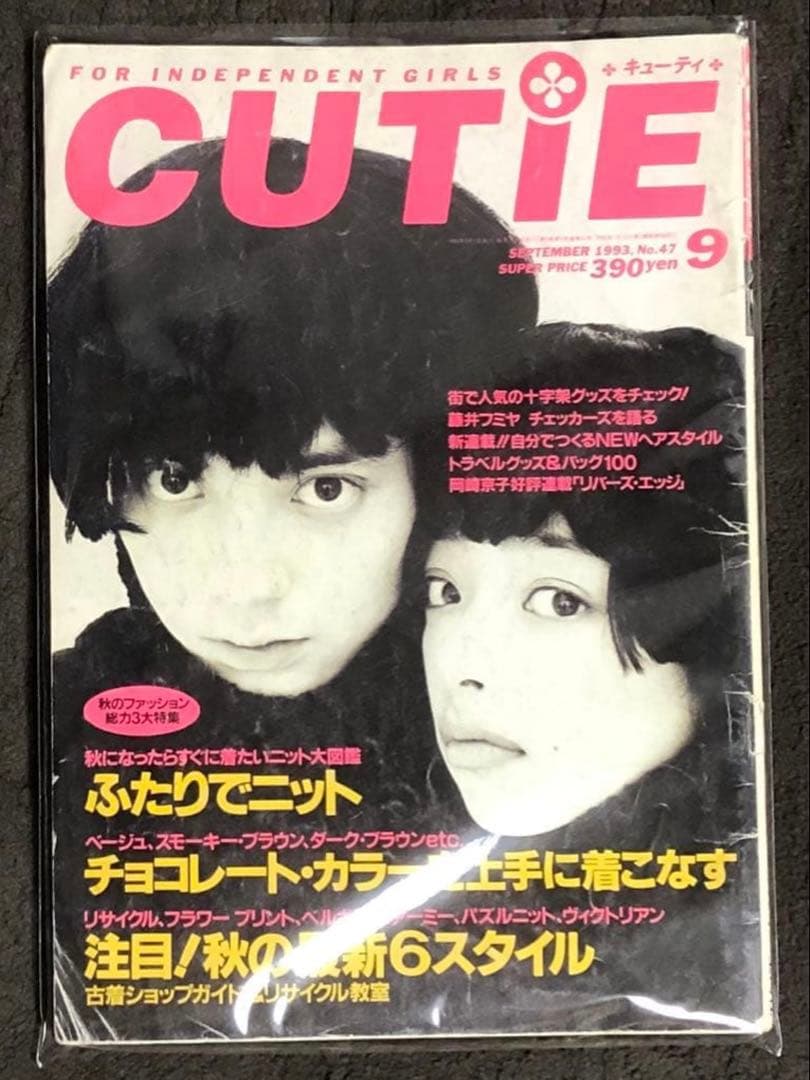 FOR INDEPENDENT GIRLS
キューティ
CUTiE
SEPTEMBER 1993, No.47
SUPER PRICE 390yen
9
街で人気の十字架グッズをチェック!
藤井フミヤ チェッカーズを語る
新連載!!自分でつくるNEWヘアスタイル
トラベルグッズ&バッグ100
岡崎京子好評連載「リバーズ・エッジ」
秋のファッション
総力3大特集
秋になったらすぐに着たいニット大図鑑
ふたりでニット
ベージュ、スモーキー・ブラウン、ダーク・ブラウンetc.
チョコレート・カラーを上手に着こなす
リサイクル、フラワー プリント、ベル アーミー、パズルニット、ヴィクトリアン
注目!秋の最新6スタイル
古着ショップガイド&リサイクル教室